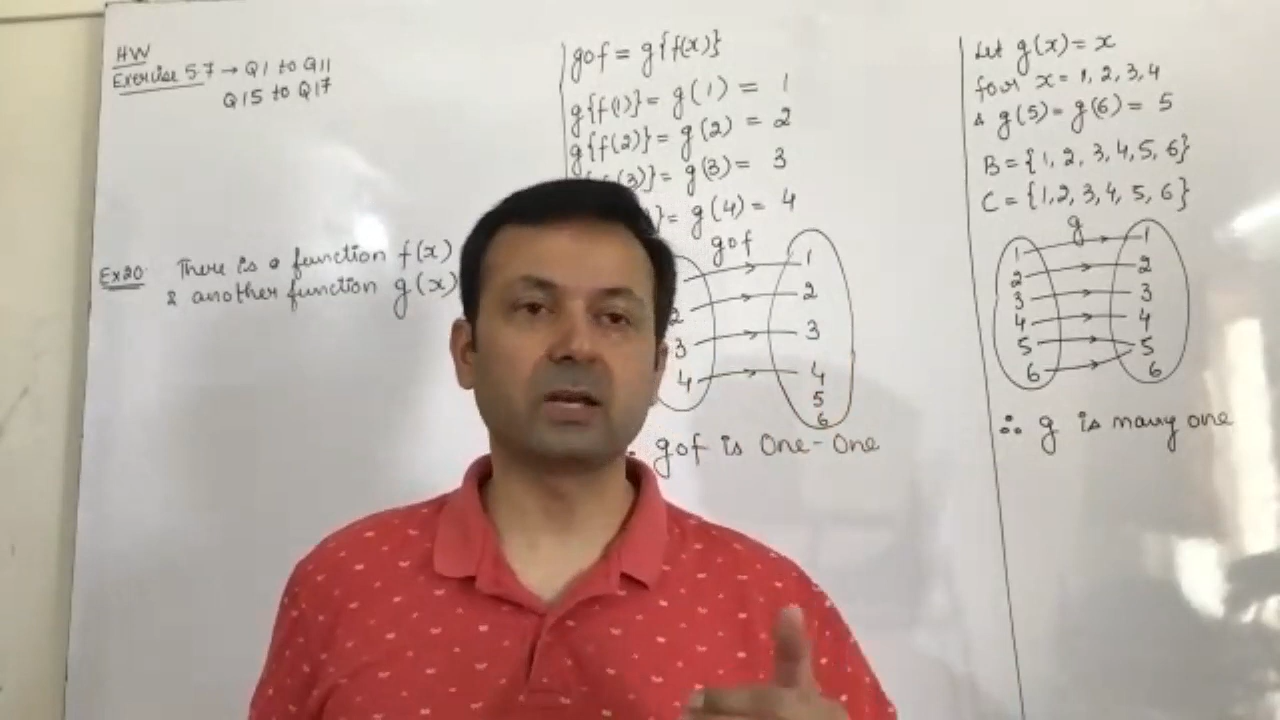 HW
Exercise 5.7 → Q1 to Q11
Q15 to Q17
Ex20 There is a function f(x)
& another function g(x)
gof = g{f(x)}
g{f(1)} = g(1) = 1
g{f(2)} = g(2) = 2
(3)} = g(3) = 3
)} = g(4) = 4
gof
1
2 2
3 3
4 4
5
6
gof is One-One
Let g(x) = x
for x = 1, 2, 3, 4
& g(5) = g(6) = 5
B = {1, 2, 3, 4, 5, 6}
C = {1, 2, 3, 4, 5, 6}
g
1 1
2 2
3 3
4 4
5 5
6 6
∴ g is many one